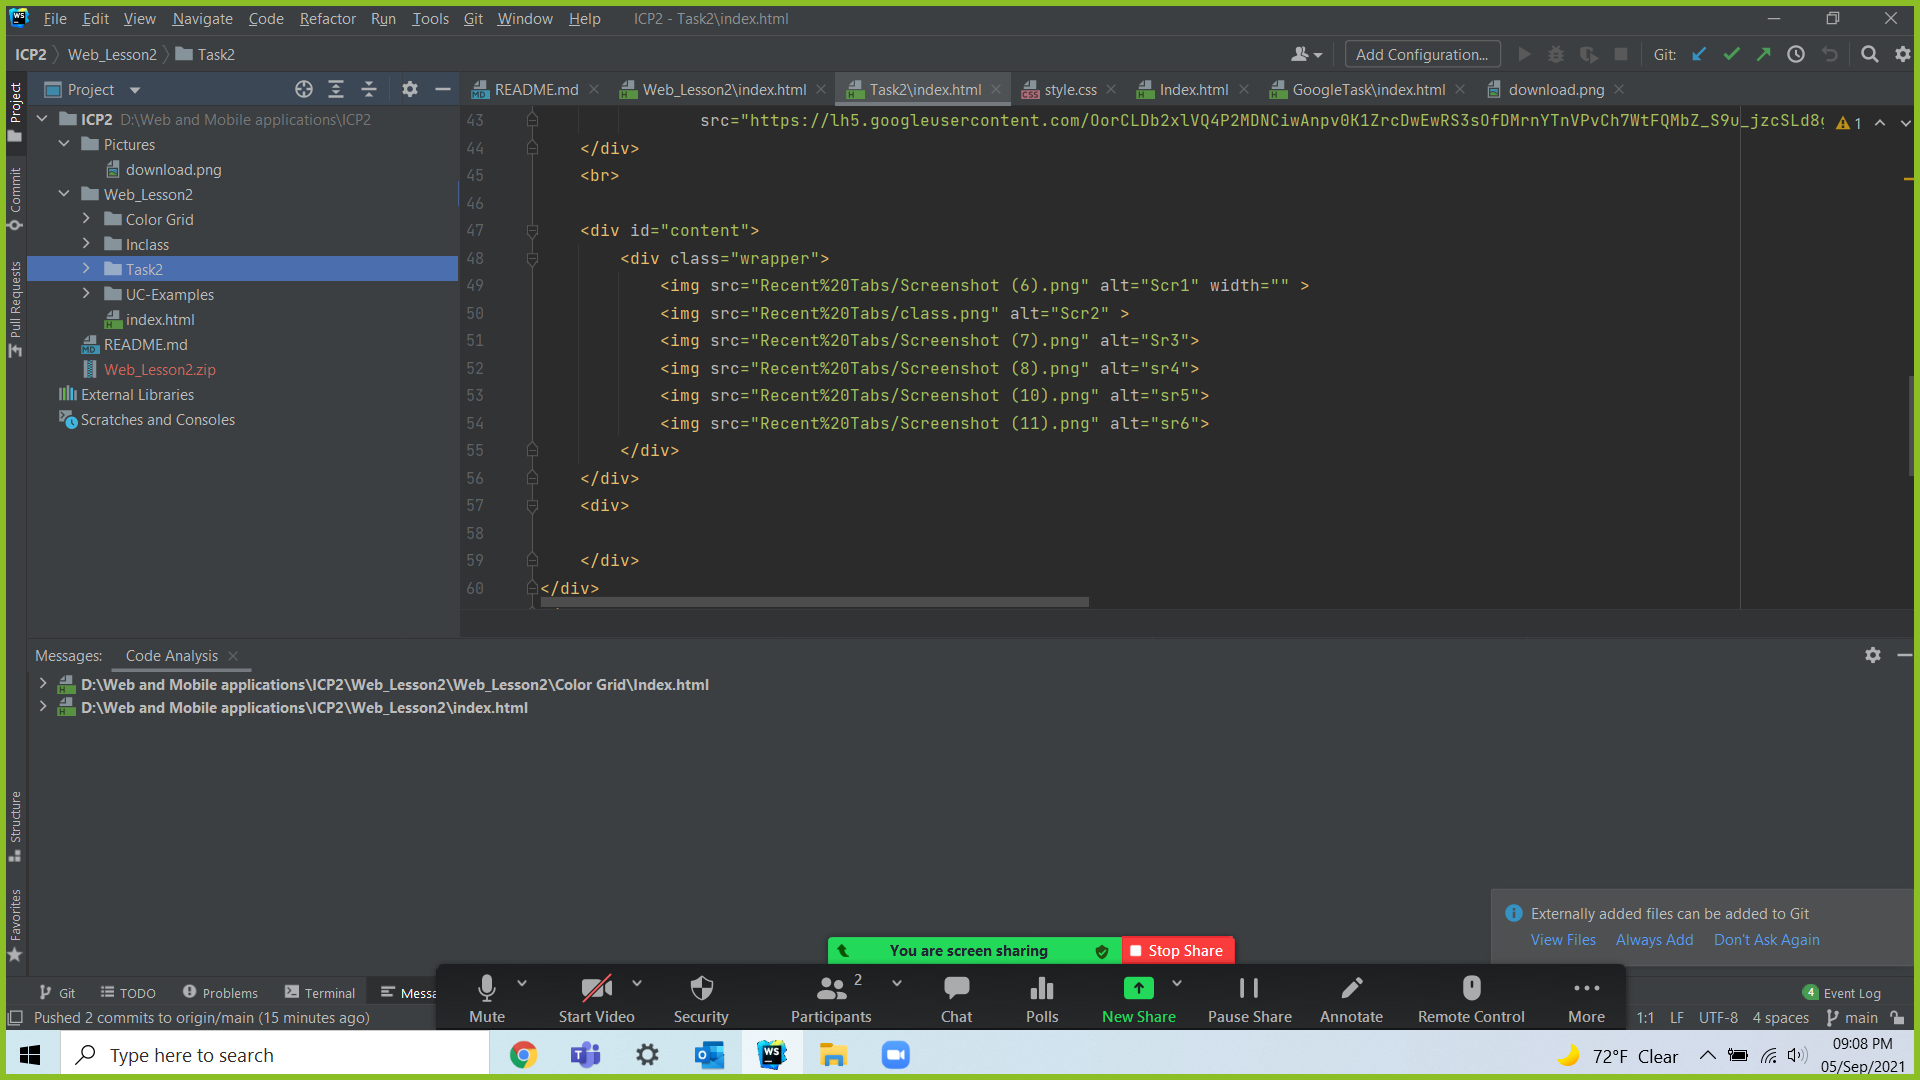 File Edit View Navigate Code Refactor Run Tools Git Window Help ICP2 - Task2\index.html
ICP2 Web_Lesson2 Task2 Add Configuration... Git:
Project README.md Web_Lesson2\index.html Task2\index.html style.css Index.html GoogleTask\index.html download.png
ICP2 D:\Web and Mobile applications\ICP2
Pictures
download.png
Web_Lesson2
Color Grid
Inclass
Task2
UC-Examples
index.html
README.md
Web_Lesson2.zip
External Libraries
Scratches and Consoles
Project
Commit
Pull Requests
Structure
Favorites
43 src="https://lh5.googleusercontent.com/OorCLDb2xlVQ4P2MDNCiwAnpv0K1ZrcDwEwRS3sOfDMrnYTnVPvCh7WtFQMbZ_S9u_jzcSLd8g 1
44 </div>
45 <br>
46
47 <div id="content">
48 <div class="wrapper">
49 <img src="Recent%20Tabs/Screenshot (6).png" alt="Scr1" width="" >
50 <img src="Recent%20Tabs/class.png" alt="Scr2" >
51 <img src="Recent%20Tabs/Screenshot (7).png" alt="Sr3">
52 <img src="Recent%20Tabs/Screenshot (8).png" alt="sr4">
53 <img src="Recent%20Tabs/Screenshot (10).png" alt="sr5">
54 <img src="Recent%20Tabs/Screenshot (11).png" alt="sr6">
55 </div>
56 </div>
57 <div>
58
59 </div>
60 </div>
Messages: Code Analysis
D:\Web and Mobile applications\ICP2\Web_Lesson2\Web_Lesson2\Color Grid\Index.html
D:\Web and Mobile applications\ICP2\Web_Lesson2\index.html
Externally added files can be added to Git
View Files Always Add Don't Ask Again
You are screen sharing Stop Share
Git TODO Problems Terminal Messa
2
4 Event Log
Mute Start Video Security Participants Chat Polls New Share Pause Share Annotate Remote Control More
Pushed 2 commits to origin/main (15 minutes ago) 1:1 LF UTF-8 4 spaces main
Type here to search
72°F Clear
09:08 PM
05/Sep/2021